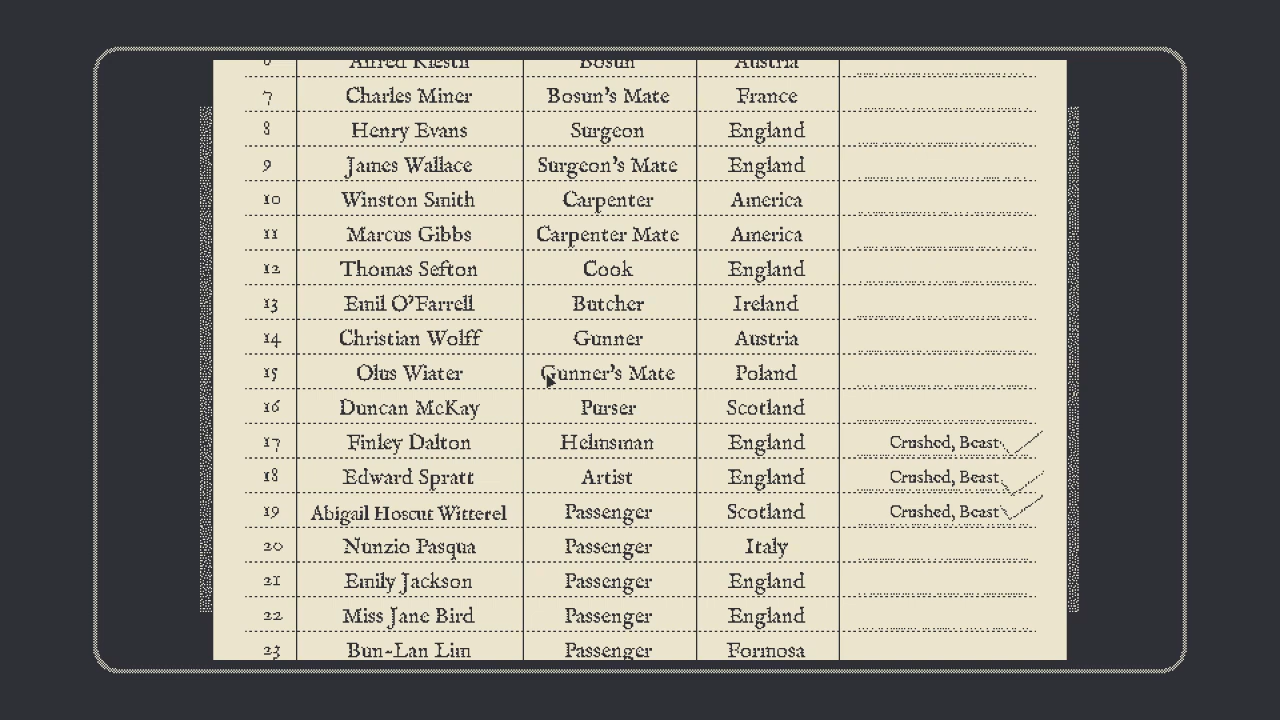 6 Alfred Klestil Bosun Austria
7 Charles Miner Bosun's Mate France
8 Henry Evans Surgeon England
9 James Wallace Surgeon's Mate England
10 Winston Smith Carpenter America
11 Marcus Gibbs Carpenter Mate America
12 Thomas Sefton Cook England
13 Emil O'Farrell Butcher Ireland
14 Christian Wolff Gunner Austria
15 Olus Wiater Gunner's Mate Poland
16 Duncan McKay Purser Scotland
17 Finley Dalton Helmsman England Crushed, Beast
18 Edward Spratt Artist England Crushed, Beast
19 Abigail Hoscut Witterel Passenger Scotland Crushed, Beast
20 Nunzio Pasqua Passenger Italy
21 Emily Jackson Passenger England
22 Miss Jane Bird Passenger England
23 Bun-Lan Lim Passenger Formosa